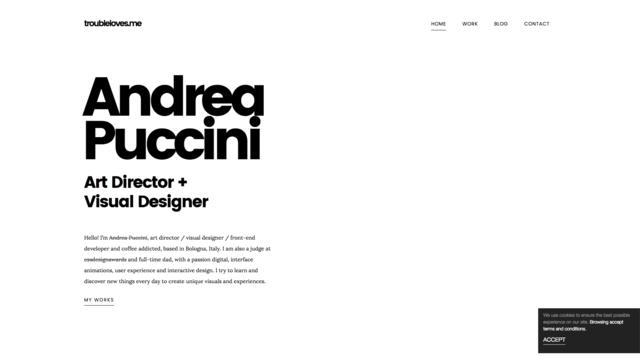 troubleloves.me
HOME WORK BLOG CONTACT
Andrea
Puccini
Art Director +
Visual Designer
Hello! I'm Andrea Puccini, art director / visual designer / front-end
developer and coffee addicted, based in Bologna, Italy. I am also a judge at
cssdesignawards and full-time dad, with a passion digital, interface
animations, user experience and interactive design. I try to learn and
discover new things every day to create unique visuals and experiences.
MY WORKS
We use cookies to ensure the best possible
experience on our site. Browsing accept
terms and conditions.
ACCEPT